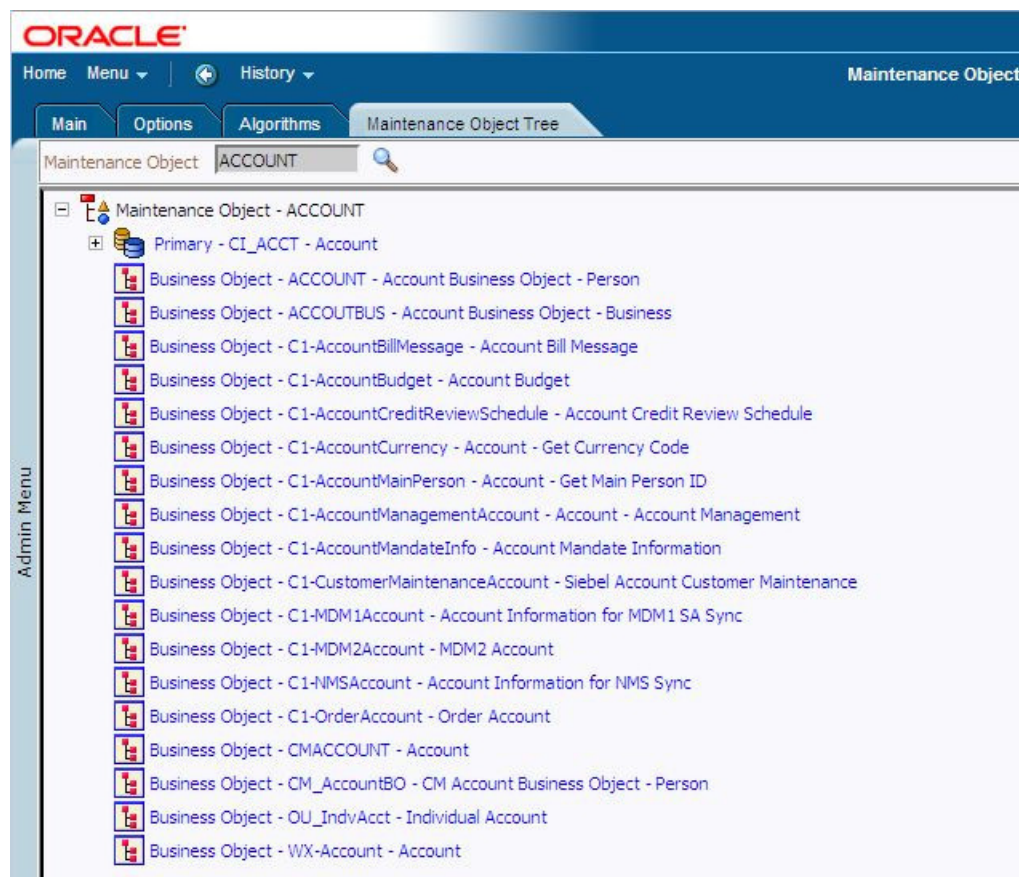 ORACLE
Home Menu History Maintenance Object
Main Options Algorithms Maintenance Object Tree
Maintenance Object ACCOUNT
Maintenance Object - ACCOUNT
Primary - CI_ACCT - Account
Business Object - ACCOUNT - Account Business Object - Person
Business Object - ACCOUTBUS - Account Business Object - Business
Business Object - C1-AccountBillMessage - Account Bill Message
Business Object - C1-AccountBudget - Account Budget
Business Object - C1-AccountCreditReviewSchedule - Account Credit Review Schedule
Business Object - C1-AccountCurrency - Account - Get Currency Code
Business Object - C1-AccountMainPerson - Account - Get Main Person ID
Business Object - C1-AccountManagementAccount - Account - Account Management
Business Object - C1-AccountMandateInfo - Account Mandate Information
Business Object - C1-CustomerMaintenanceAccount - Siebel Account Customer Maintenance
Business Object - C1-MDM1Account - Account Information for MDM1 SA Sync
Business Object - C1-MDM2Account - MDM2 Account
Business Object - C1-NMSAccount - Account Information for NMS Sync
Business Object - C1-OrderAccount - Order Account
Business Object - CMACCOUNT - Account
Business Object - CM_AccountBO - CM Account Business Object - Person
Business Object - OU_IndvAcct - Individual Account
Business Object - WX-Account - Account
Admin Menu